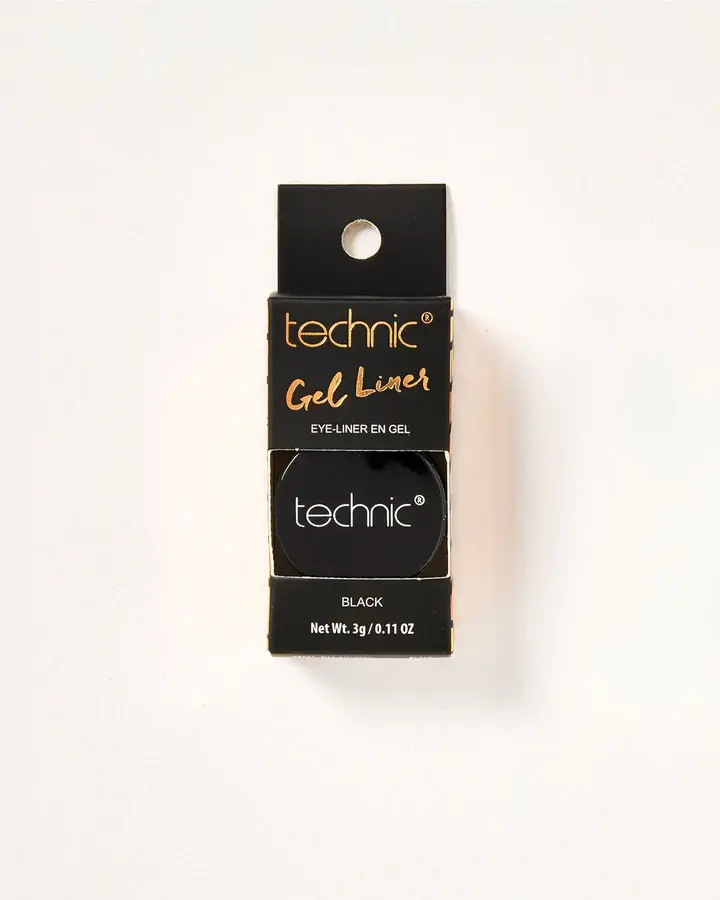 technic®
Gel Liner
EYE-LINER EN GEL
technic®
BLACK
Net Wt. 3g / 0.11 OZ